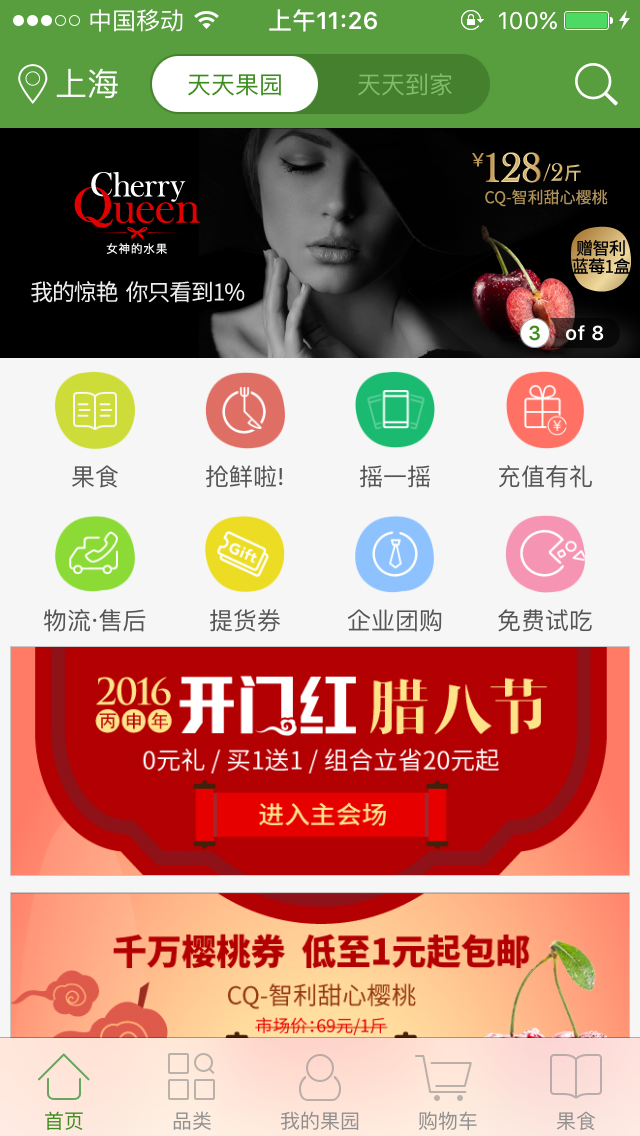 中国移动 上午11:26 100%
上海 天天果园 天天到家
Cherry
Queen
女神的水果
我的惊艳 你只看到1%
¥128/2斤
CQ-智利甜心樱桃
赠智利
蓝莓1盒
3 of 8
果食 抢鲜啦! 摇一摇 充值有礼
¥
Gift
物流·售后 提货券 企业团购 免费试吃
2016 开门红 腊八节
丙申年
0元礼 / 买1送1 / 组合立省20元起
进入主会场
千万樱桃券 低至1元起包邮
CQ-智利甜心樱桃
市场价:69元/1斤
首页 品类 我的果园 购物车 果食